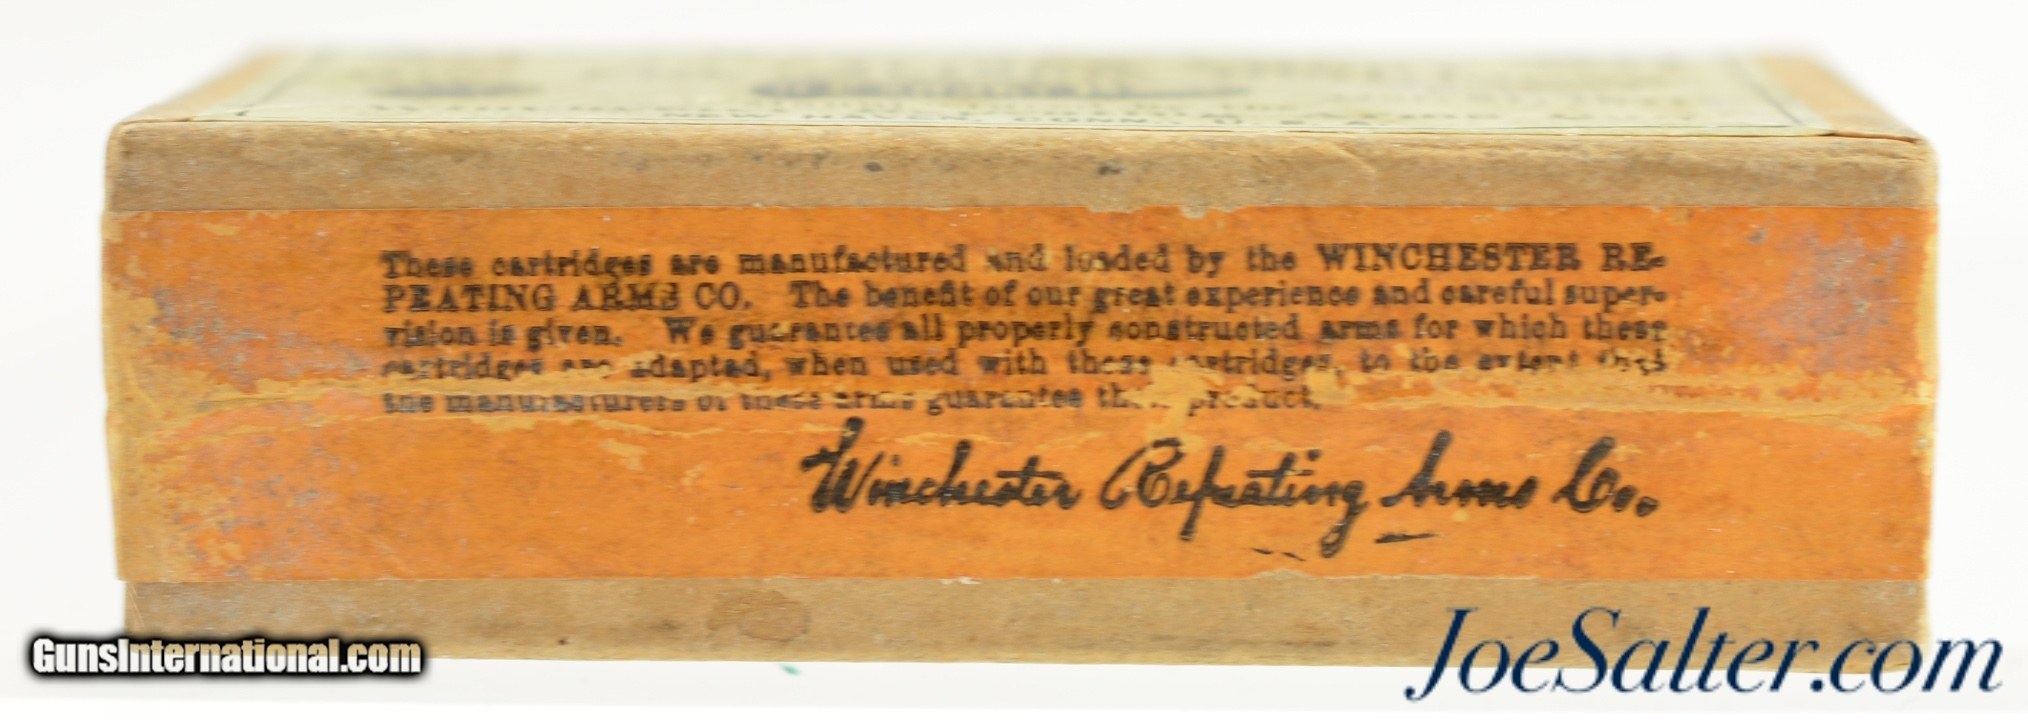 NEW HAVEN, CONN., U.S.A.
These cartridges are manufactured and loaded by the WINCHESTER RE-
PEATING ARMS CO. The benefit of our great experience and careful super-
vision is given. We guarantee all properly constructed arms for which these
cartridges are adapted, when used with these cartridges, to the extent that
the manufacturers of these arms guarantee their product.
Winchester Repeating Arms Co.
GunsInternational.com
JoeSalter.com